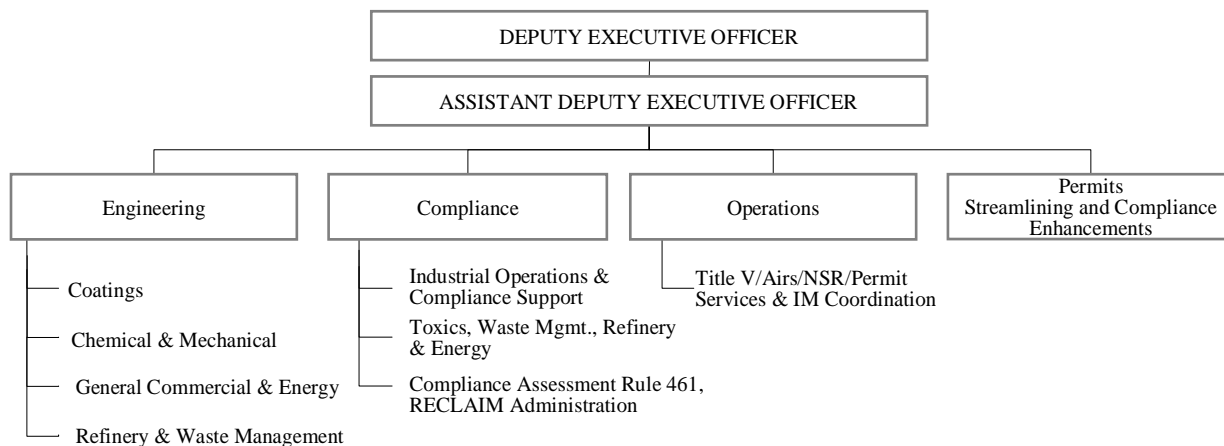 DEPUTY EXECUTIVE OFFICER
ASSISTANT DEPUTY EXECUTIVE OFFICER
Engineering
Compliance
Operations
Permits
Streamlining and Compliance
Enhancements
Coatings
Chemical & Mechanical
General Commercial & Energy
Refinery & Waste Management
Industrial Operations &
Compliance Support
Toxics, Waste Mgmt., Refinery
& Energy
Compliance Assessment Rule 461,
RECLAIM Administration
Title V/Airs/NSR/Permit
Services & IM Coordination